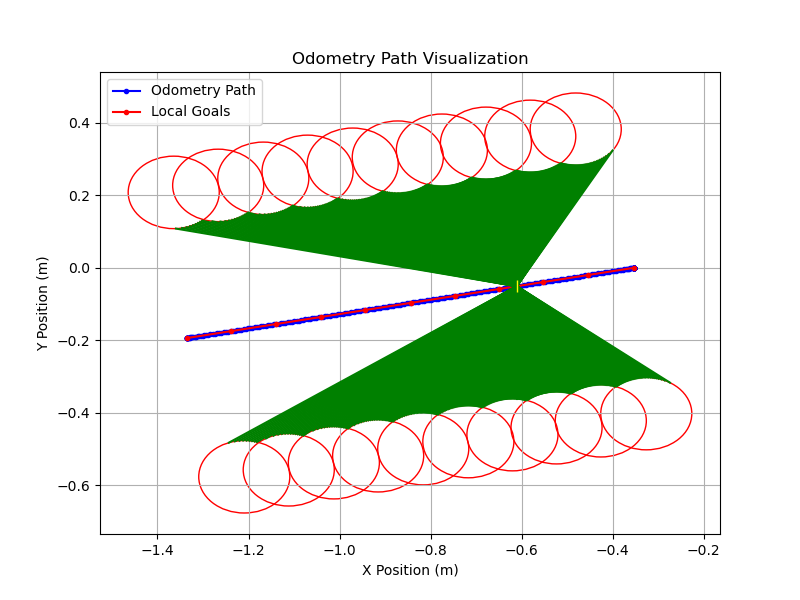 Odometry Path Visualization
Odometry Path
Local Goals
Y Position (m)
0.4
0.2
0.0
−0.2
−0.4
−0.6
−1.4 −1.2 −1.0 −0.8 −0.6 −0.4 −0.2
X Position (m)